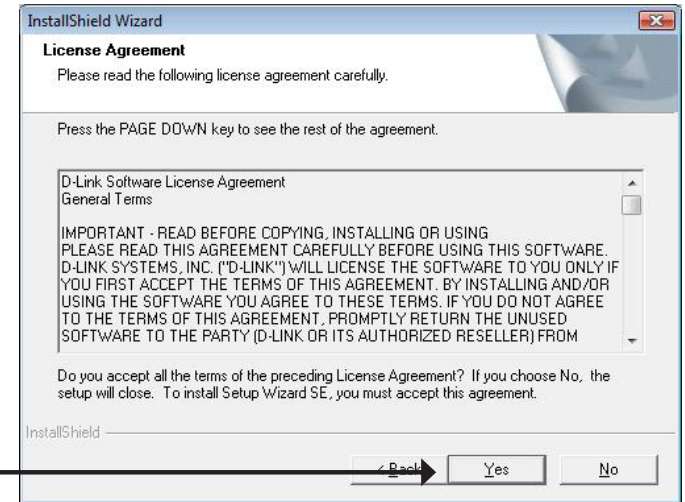 InstallShield Wizard
License Agreement
Please read the following license agreement carefully.
Press the PAGE DOWN key to see the rest of the agreement.
D-Link Software License Agreement
General Terms
IMPORTANT - READ BEFORE COPYING, INSTALLING OR USING
PLEASE READ THIS AGREEMENT CAREFULLY BEFORE USING THIS SOFTWARE.
D-LINK SYSTEMS, INC. ("D-LINK") WILL LICENSE THE SOFTWARE TO YOU ONLY IF
YOU FIRST ACCEPT THE TERMS OF THIS AGREEMENT. BY INSTALLING AND/OR
USING THE SOFTWARE YOU AGREE TO THESE TERMS. IF YOU DO NOT AGREE
TO THE TERMS OF THIS AGREEMENT, PROMPTLY RETURN THE UNUSED
SOFTWARE TO THE PARTY (D-LINK OR ITS AUTHORIZED RESELLER) FROM
Do you accept all the terms of the preceding License Agreement? If you choose No, the
setup will close. To install Setup Wizard SE, you must accept this agreement.
InstallShield
< Back Yes No